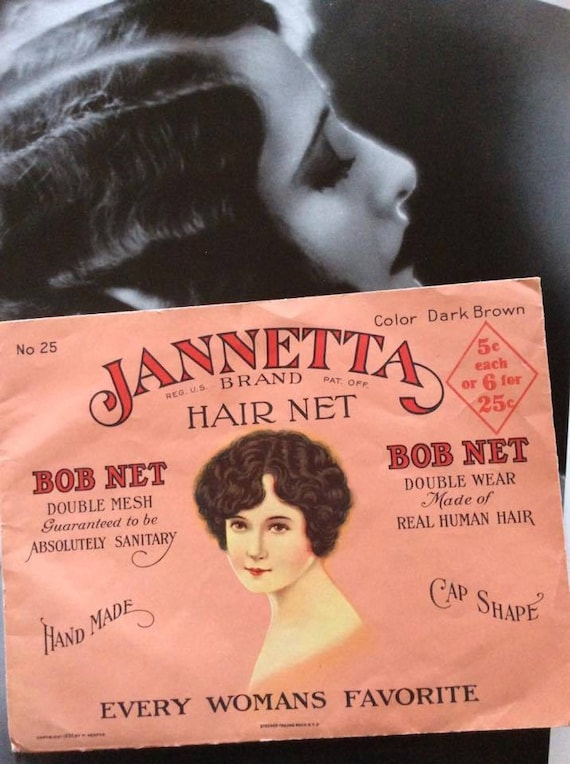 No 25
Color Dark Brown
JANNETTA
REG. U.S. BRAND PAT. OFF.
HAIR NET
5c
each
or 6 for
25c
BOB NET
DOUBLE MESH
Guaranteed to be
ABSOLUTELY SANITARY
BOB NET
DOUBLE WEAR
Made of
REAL HUMAN HAIR
HAND MADE
CAP SHAPE
EVERY WOMANS FAVORITE